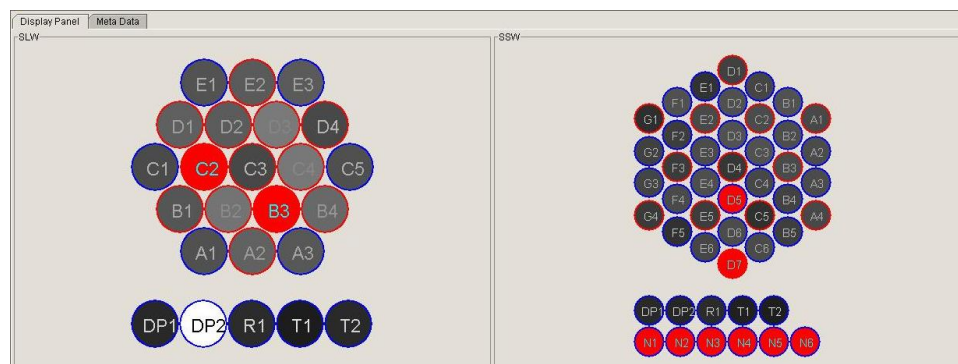 Display Panel Meta Data
SLW
E1 E2 E3
D1 D2 D3 D4
C1 C2 C3 C4 C5
B1 B2 B3 B4
A1 A2 A3
DP1 DP2 R1 T1 T2
SSW
D1
E1 C1
F1 D2 B1
G1 E2 C2 A1
F2 D3 B2
G2 E3 C3 A2
F3 D4 B3
G3 E4 C4 A3
F4 D5 B4
G4 E5 C5 A4
F5 D6 B5
E6 C6
D7
DP1 DP2 R1 T1 T2
N1 N2 N3 N4 N5 N6